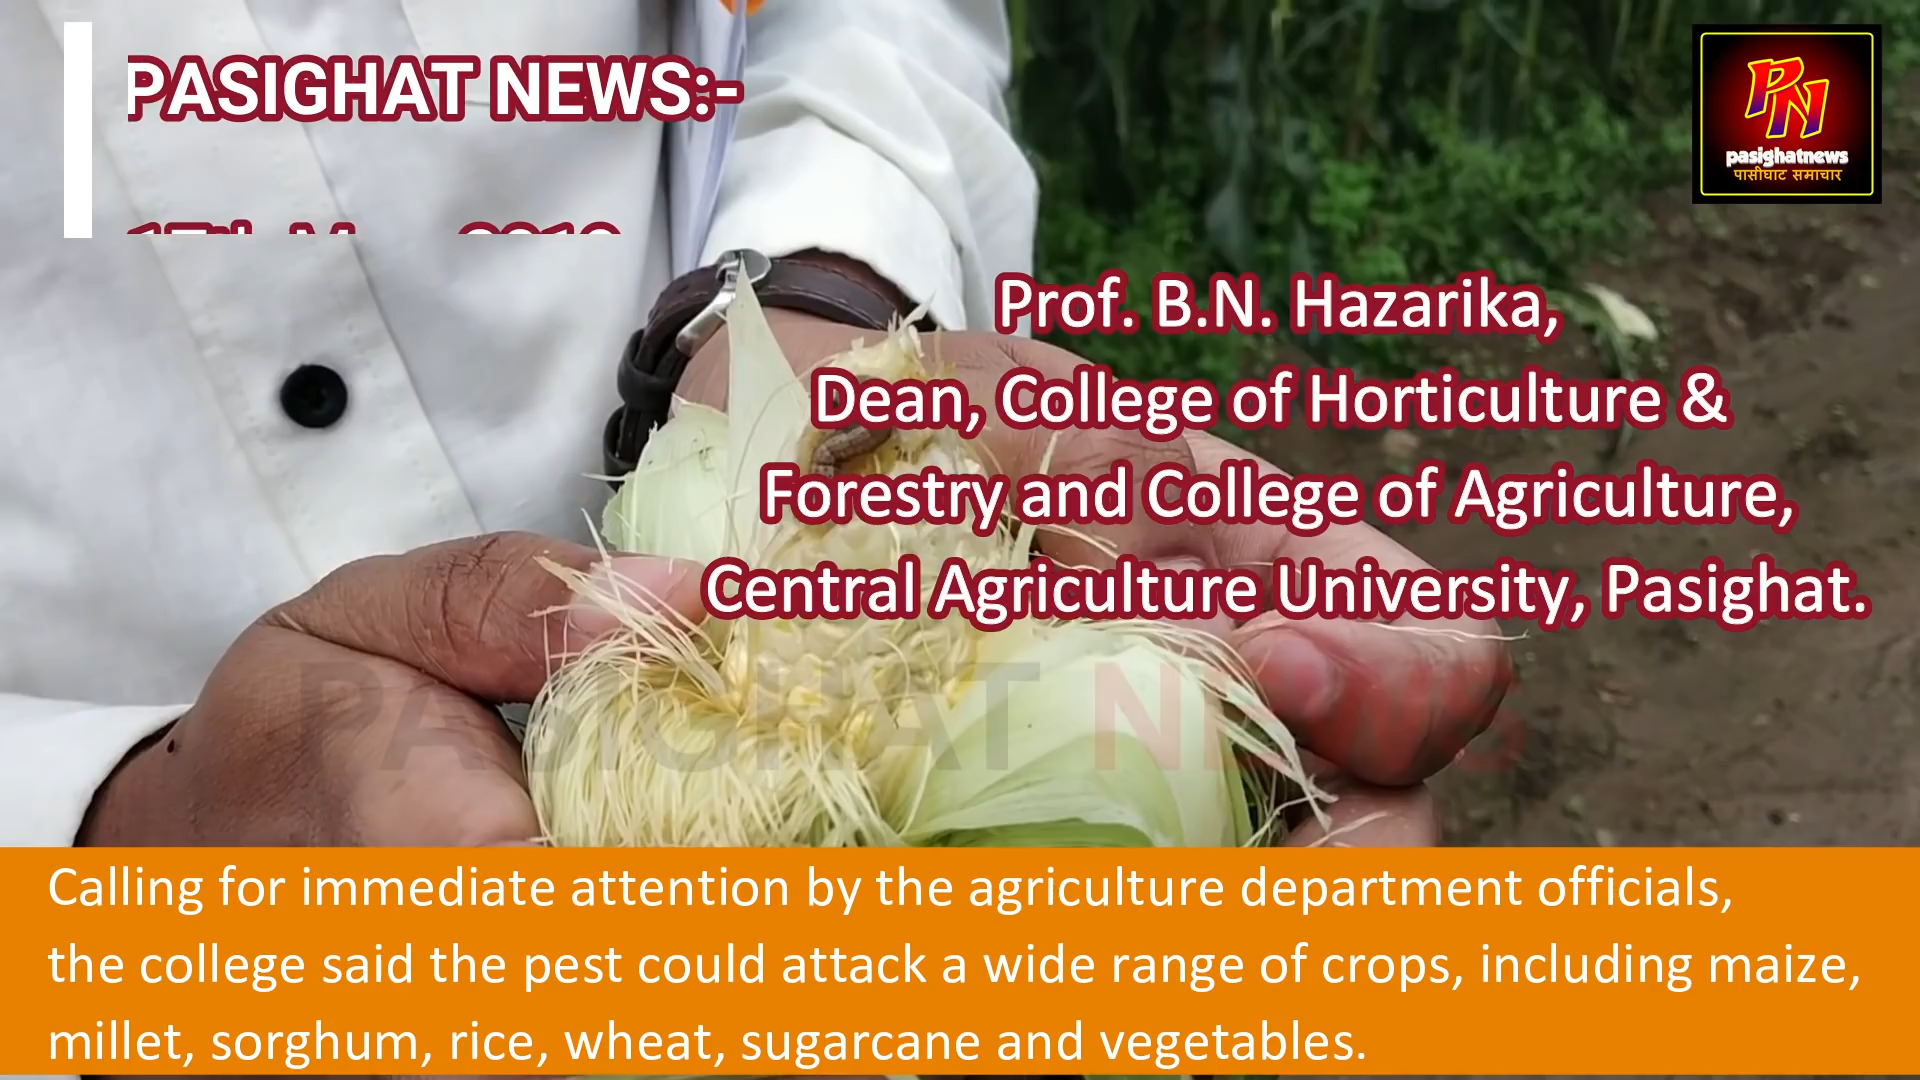 PASIGHAT NEWS:-
PN
pasighatnews
पासीघाट समाचार
Prof. B.N. Hazarika,
Dean, College of Horticulture &
Forestry and College of Agriculture,
Central Agriculture University, Pasighat.
PASIGHAT NEWS
Calling for immediate attention by the agriculture department officials,
the college said the pest could attack a wide range of crops, including maize,
millet, sorghum, rice, wheat, sugarcane and vegetables.